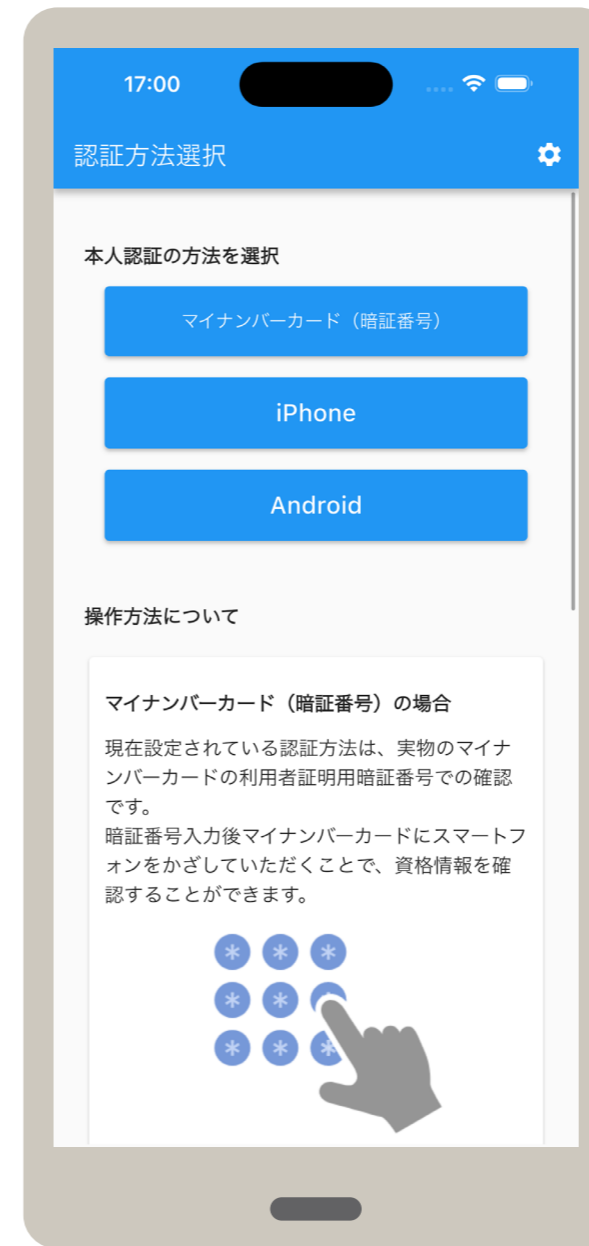 17:00
認証方法選択
本人認証の方法を選択
マイナンバーカード（暗証番号）
iPhone
Android
操作方法について
マイナンバーカード（暗証番号）の場合
現在設定されている認証方法は、実物のマイナ
ンバーカードの利用者証明用暗証番号での確認
です。
暗証番号入力後マイナンバーカードにスマートフ
ォンをかざしていただくことで、資格情報を確
認することができます。
* * *
* * *
* * *